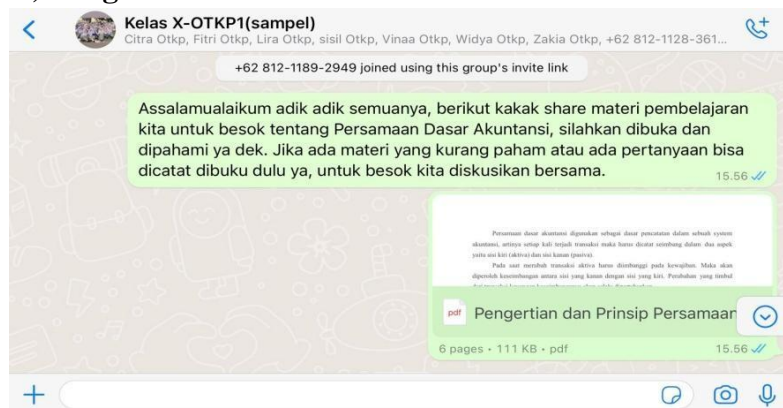 Kelas X-OTKP1(sampel)
Citra Otkp, Fitri Otkp, Lira Otkp, sisil Otkp, Vinaa Otkp, Widya Otkp, Zakia Otkp, +62 812-1128-361...
+62 812-1189-2949 joined using this group's invite link
Assalamualaikum adik adik semuanya, berikut kakak share materi pembelajaran
kita untuk besok tentang Persamaan Dasar Akuntansi, silahkan dibuka dan
dipahami ya dek. Jika ada materi yang kurang paham atau ada pertanyaan bisa
dicatat dibuku dulu ya, untuk besok kita diskusikan bersama.
15.56
Persamaan dasar akuntansi digunakan sebagai dasar pencatatan dalam sebuah system
akuntansi, artinya setiap kali terjadi transaksi maka harus dicatat seimbang dalam dua aspek
yaitu sisi kiri (aktiva) dan sisi kanan (pasiva).
Pada saat merubah transaksi aktiva harus diimbangi pada kewajiban. Maka akan
diperoleh keseimbangan antara sisi yang kanan dengan sisi yang kiri. Perubahan yang timbul
pdf
Pengertian dan Prinsip Persamaan
6 pages • 111 KB • pdf
15.56